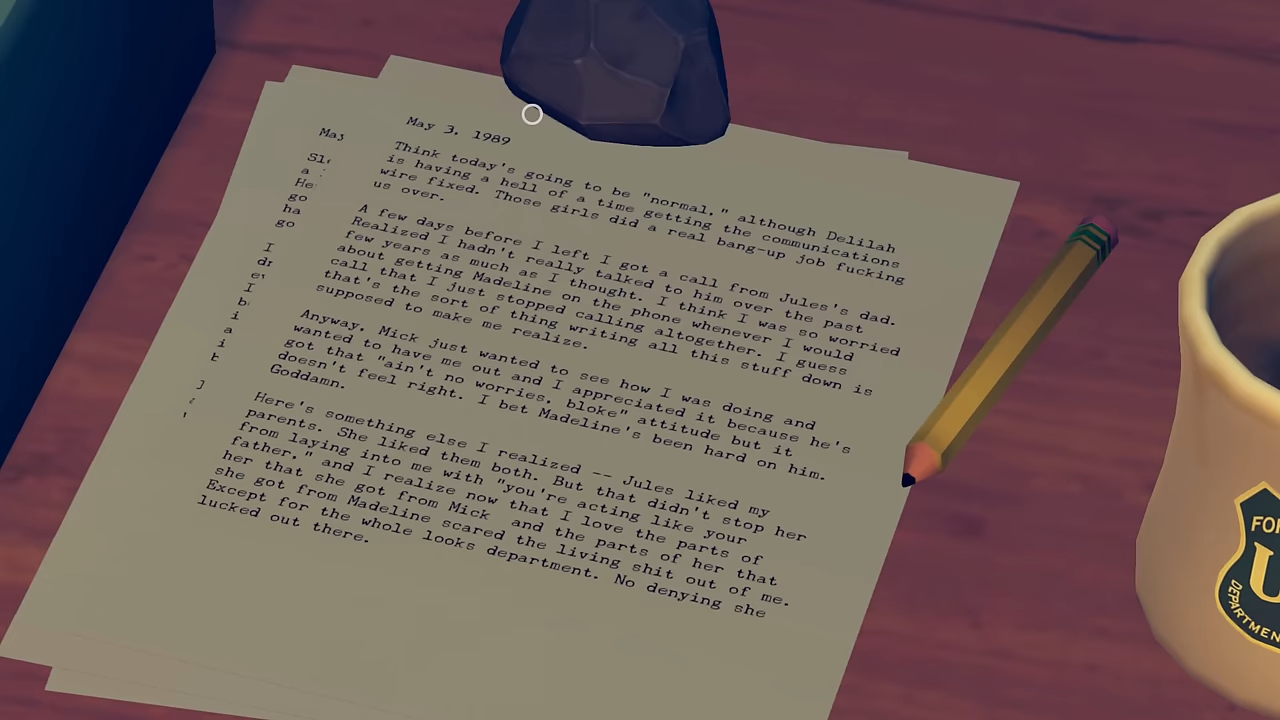 May 3, 1989
Think today's going to be "normal," although Delilah
is having a hell of a time getting the communications
wire fixed. Those girls did a real bang-up job fucking
us over.
A few days before I left I got a call from Jules's dad.
Realized I hadn't really talked to him over the past
few years as much as I thought. I think I was so worried
about getting Madeline on the phone whenever I would
call that I just stopped calling altogether. I guess
that's the sort of thing writing all this stuff down is
supposed to make me realize.
Anyway, Mick just wanted to see how I was doing and
wanted to have me out and I appreciated it because he's
got that "ain't no worries, bloke" attitude but it
doesn't feel right. I bet Madeline's been hard on him.
Goddamn.
Here's something else I realized -- Jules liked my
parents. She liked them both. But that didn't stop her
from laying into me with "you're acting like your
father," and I realize now that I love the parts of
her that she got from Mick and the parts of her that
she got from Madeline scared the living shit out of me.
Except for the whole looks department. No denying she
lucked out there.
May
a
He
go
ha
go
I
I
i
a
i
U
DEPARTMEN